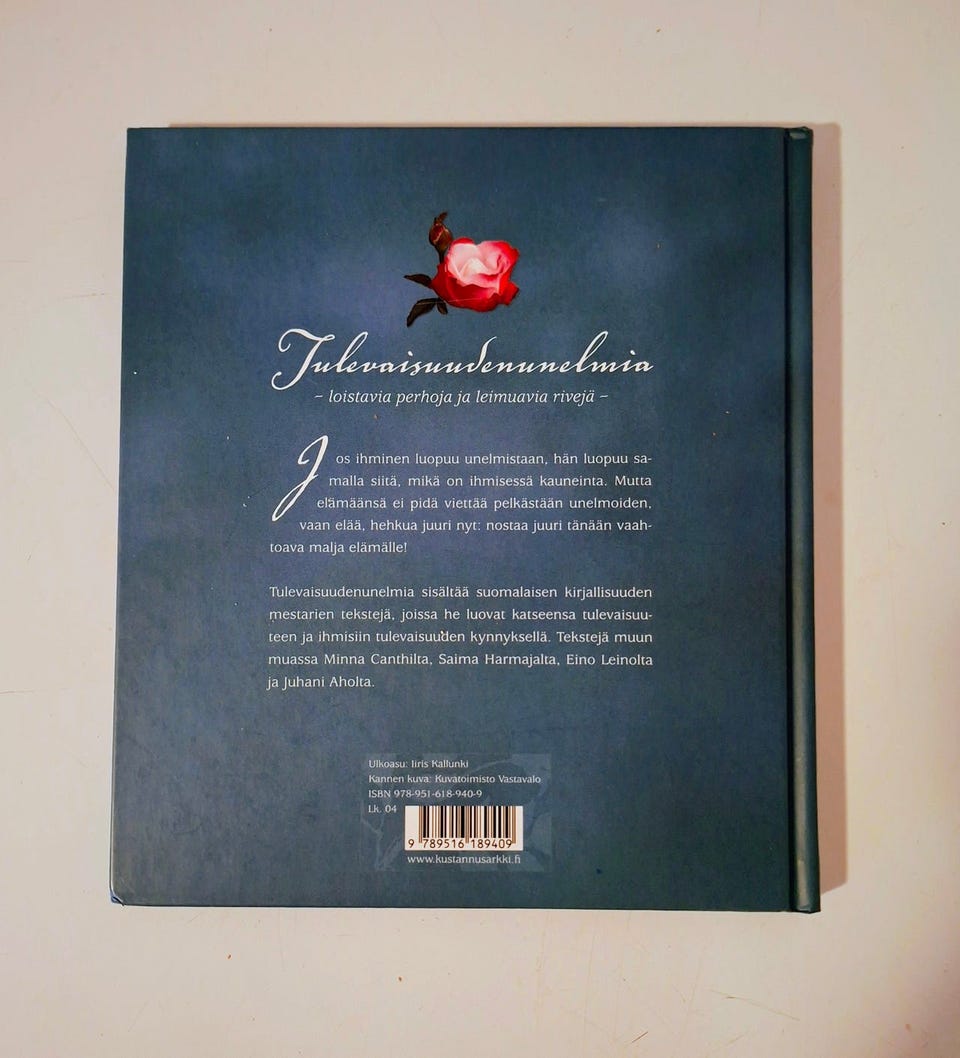 Tulevaisuudenunelmia
– loistavia perhoja ja leimuavia rivejä –
Jos ihminen luopuu unelmistaan, hän luopuu sa-
malla siitä, mikä on ihmisessä kauneinta. Mutta
elämäänsä ei pidä viettää pelkästään unelmoiden,
vaan elää, hehkua juuri nyt: nostaa juuri tänään vaah-
toava malja elämälle!
Tulevaisuudenunelmia sisältää suomalaisen kirjallisuuden
mestarien tekstejä, joissa he luovat katseensa tulevaisuu-
teen ja ihmisiin tulevaisuuden kynnyksellä. Tekstejä muun
muassa Minna Canthilta, Saima Harmajalta, Eino Leinolta
ja Juhani Aholta.
Ulkoasu: Iiris Kallunki
Kannen kuva: Kuvatoimisto Vastavalo
ISBN 978-951-618-940-9
Lk. 04
9 789516 189409
www.kustannusarkki.fi